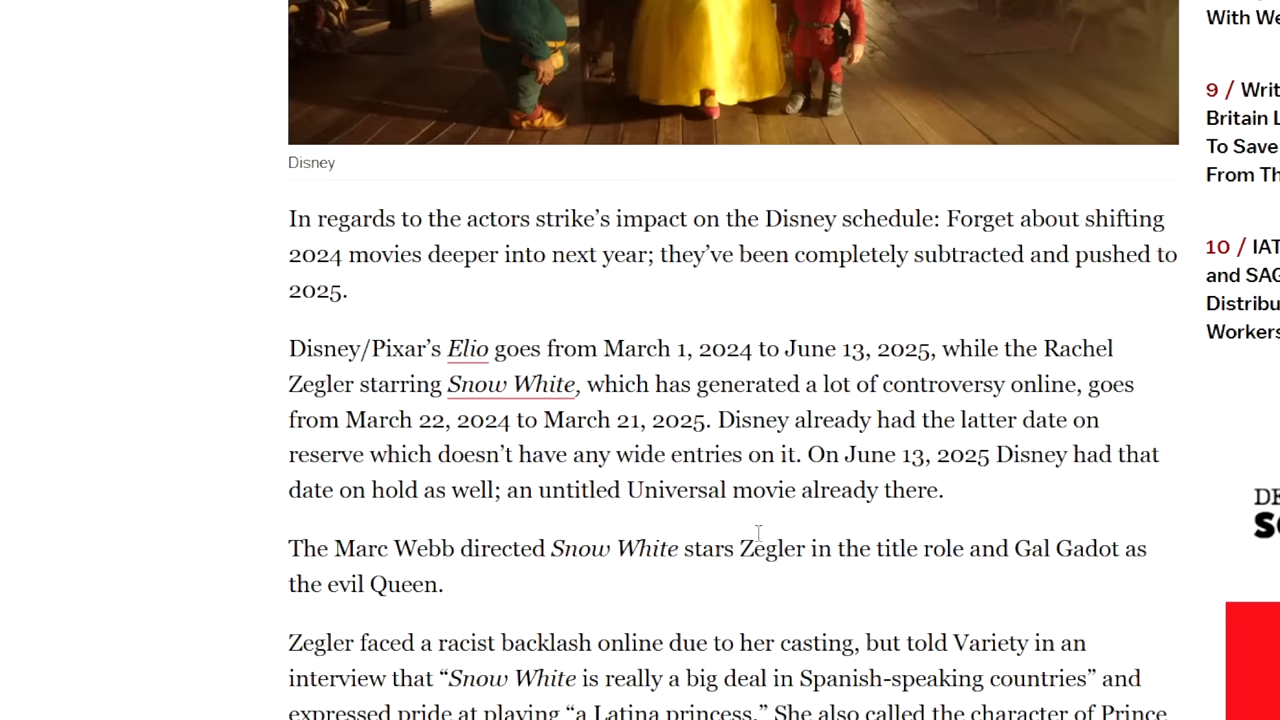 Disney
In regards to the actors strike’s impact on the Disney schedule: Forget about shifting
2024 movies deeper into next year; they’ve been completely subtracted and pushed to
2025.
Disney/Pixar’s Elio goes from March 1, 2024 to June 13, 2025, while the Rachel
Zegler starring Snow White, which has generated a lot of controversy online, goes
from March 22, 2024 to March 21, 2025. Disney already had the latter date on
reserve which doesn’t have any wide entries on it. On June 13, 2025 Disney had that
date on hold as well; an untitled Universal movie already there.
The Marc Webb directed Snow White stars Zegler in the title role and Gal Gadot as
the evil Queen.
Zegler faced a racist backlash online due to her casting, but told Variety in an
interview that “Snow White is really a big deal in Spanish-speaking countries” and
expressed pride at playing “a Latina princess.” She also called the character of Prince
With We
9 / Writ
Britain L
To Save
From Th
10 / IAT
and SAG
Distribu
Workers
DE
S